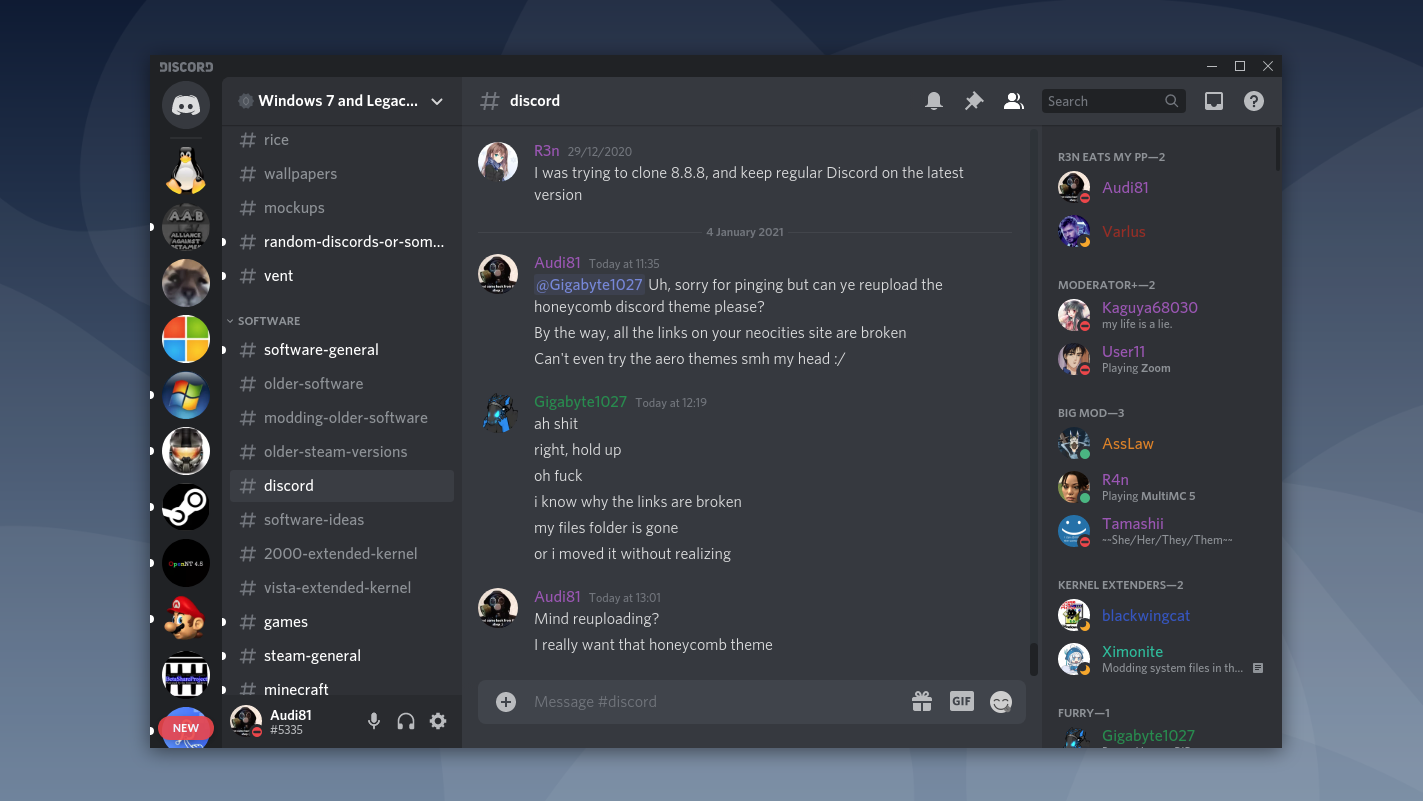 DISCORD
Windows 7 and Legac...
rice
wallpapers
mockups
random-discords-or-som...
vent
SOFTWARE
software-general
older-software
modding-older-software
older-steam-versions
discord
software-ideas
2000-extended-kernel
vista-extended-kernel
games
steam-general
minecraft
A.A.B
ALLIANCE
AGAINST
OpenNT 4.5
BetaShareProject
NEW
Audi81
#5335
discord
Search
R3n 29/12/2020
I was trying to clone 8.8.8, and keep regular Discord on the latest
version
4 January 2021
Audi81 Today at 11:35
@Gigabyte1027 Uh, sorry for pinging but can ye reupload the
honeycomb discord theme please?
By the way, all the links on your neocities site are broken
Can't even try the aero themes smh my head :/
Gigabyte1027 Today at 12:19
ah shit
right, hold up
oh fuck
i know why the links are broken
my files folder is gone
or i moved it without realizing
Audi81 Today at 13:01
Mind reuploading?
I really want that honeycomb theme
Message #discord
GIF
R3N EATS MY PP—2
Audi81
Varlus
MODERATOR+—2
Kaguya68030
my life is a lie.
User11
Playing Zoom
BIG MOD—3
AssLaw
R4n
Playing MultiMC 5
Tamashii
~~She/Her/They/Them~~
KERNEL EXTENDERS—2
blackwingcat
Ximonite
Modding system files in th...
FURRY—1
Gigabyte1027